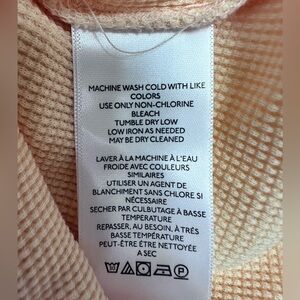 MACHINE WASH COLD WITH LIKE
COLORS
USE ONLY NON-CHLORINE
BLEACH
TUMBLE DRY LOW
LOW IRON AS NEEDED
MAY BE DRY CLEANED
LAVER À LA MACHINE À L'EAU
FROIDE AVEC COULEURS
SIMILAIRES
UTILISER UN AGENT DE
BLANCHIMENT SANS CHLORE SI
NÉCESSAIRE
SECHER PAR CULBUTAGE À BASSE
TEMPERATURE
REPASSER, AU BESOIN, À TRÈS
BASSE TEMPÉRATURE
PEUT-ÊTRE ÊTRE NETTOYÉE
A SEC
P